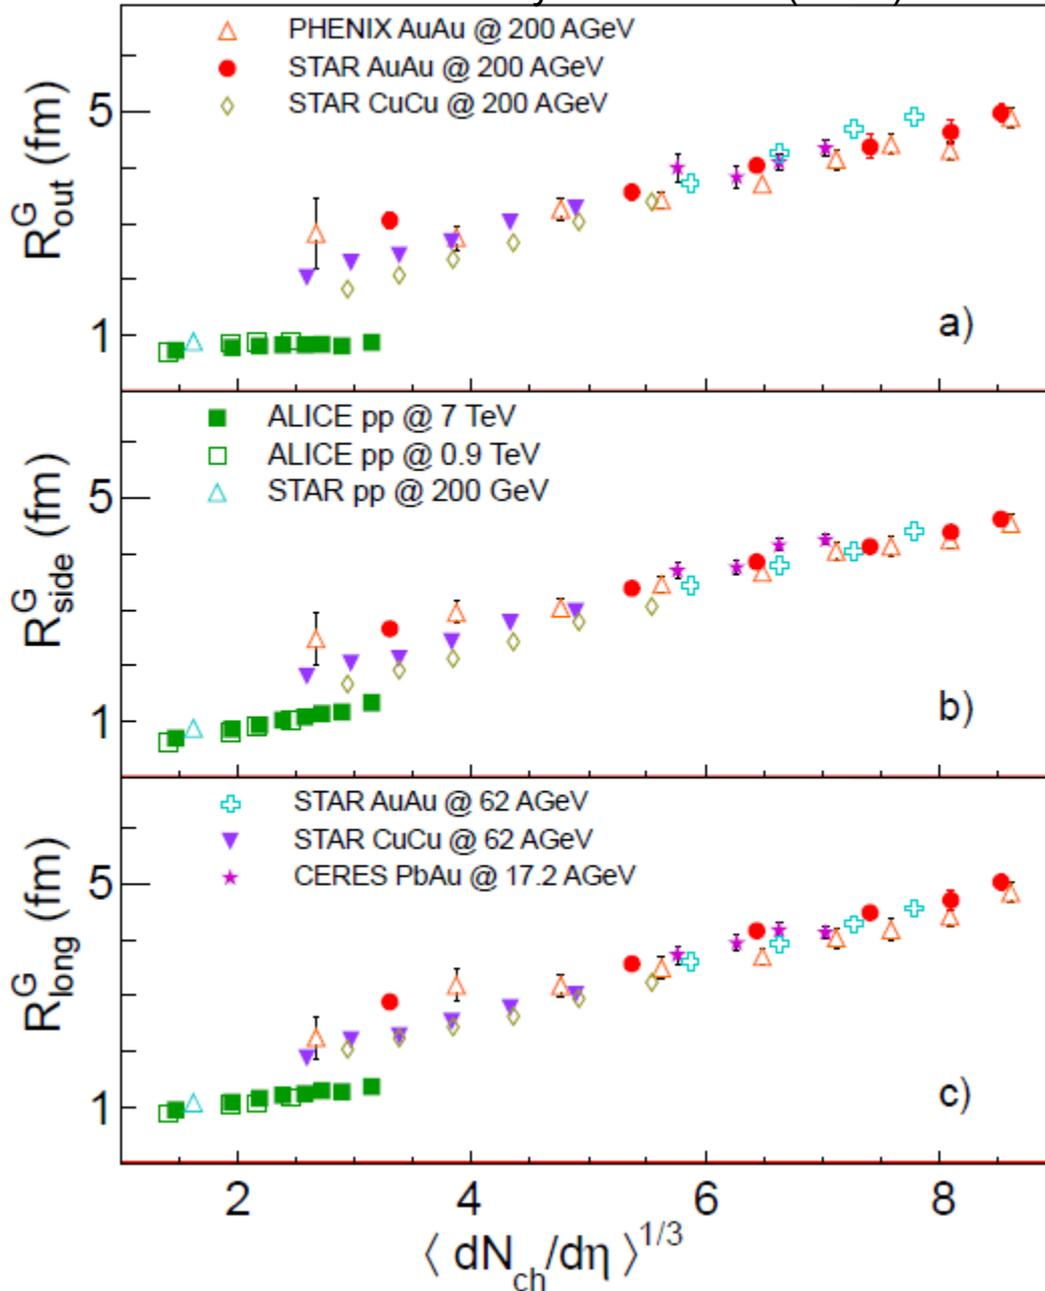 PHENIX AuAu @ 200 AGeV
STAR AuAu @ 200 AGeV
STAR CuCu @ 200 AGeV
5
1
R^G_out (fm)
a)
ALICE pp @ 7 TeV
ALICE pp @ 0.9 TeV
STAR pp @ 200 GeV
5
1
R^G_side (fm)
b)
STAR AuAu @ 62 AGeV
STAR CuCu @ 62 AGeV
CERES PbAu @ 17.2 AGeV
5
1
R^G_long (fm)
c)
2 4 6 8
⟨ dN_ch/dη ⟩^1/3